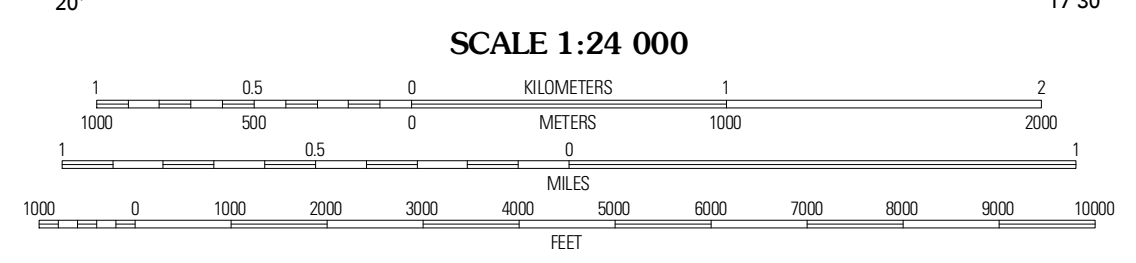 20' 17'30"
SCALE 1:24 000
1 0.5 0 KILOMETERS 1 2
1000 500 0 METERS 1000 2000
1 0.5 0 1
MILES
1000 0 1000 2000 3000 4000 5000 6000 7000 8000 9000 10000
FEET